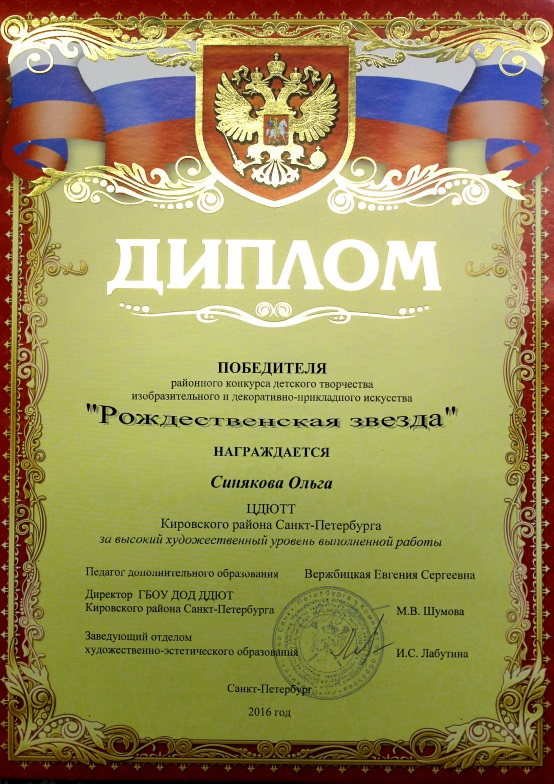 ДИПЛОМ
ПОБЕДИТЕЛЯ
районного конкурса детского творчества
изобразительного и декоративно-прикладного искусства
"Рождественская звезда"
НАГРАЖДАЕТСЯ
Синякова Ольга
ЦДЮТТ
Кировского района Санкт-Петербурга
за высокий художественный уровень выполненной работы
Педагог дополнительного образования Вержбицкая Евгения Сергеевна
Директор ГБОУ ДОД ДДЮТ
Кировского района Санкт-Петербурга М.В. Шумова
Заведующий отделом
художественно-эстетического образования И.С. Лабутина
Санкт-Петербург
2016 год